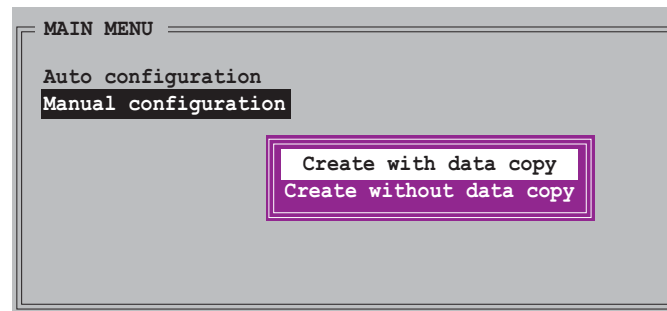 MAIN MENU
Auto configuration
Manual configuration
Create with data copy
Create without data copy